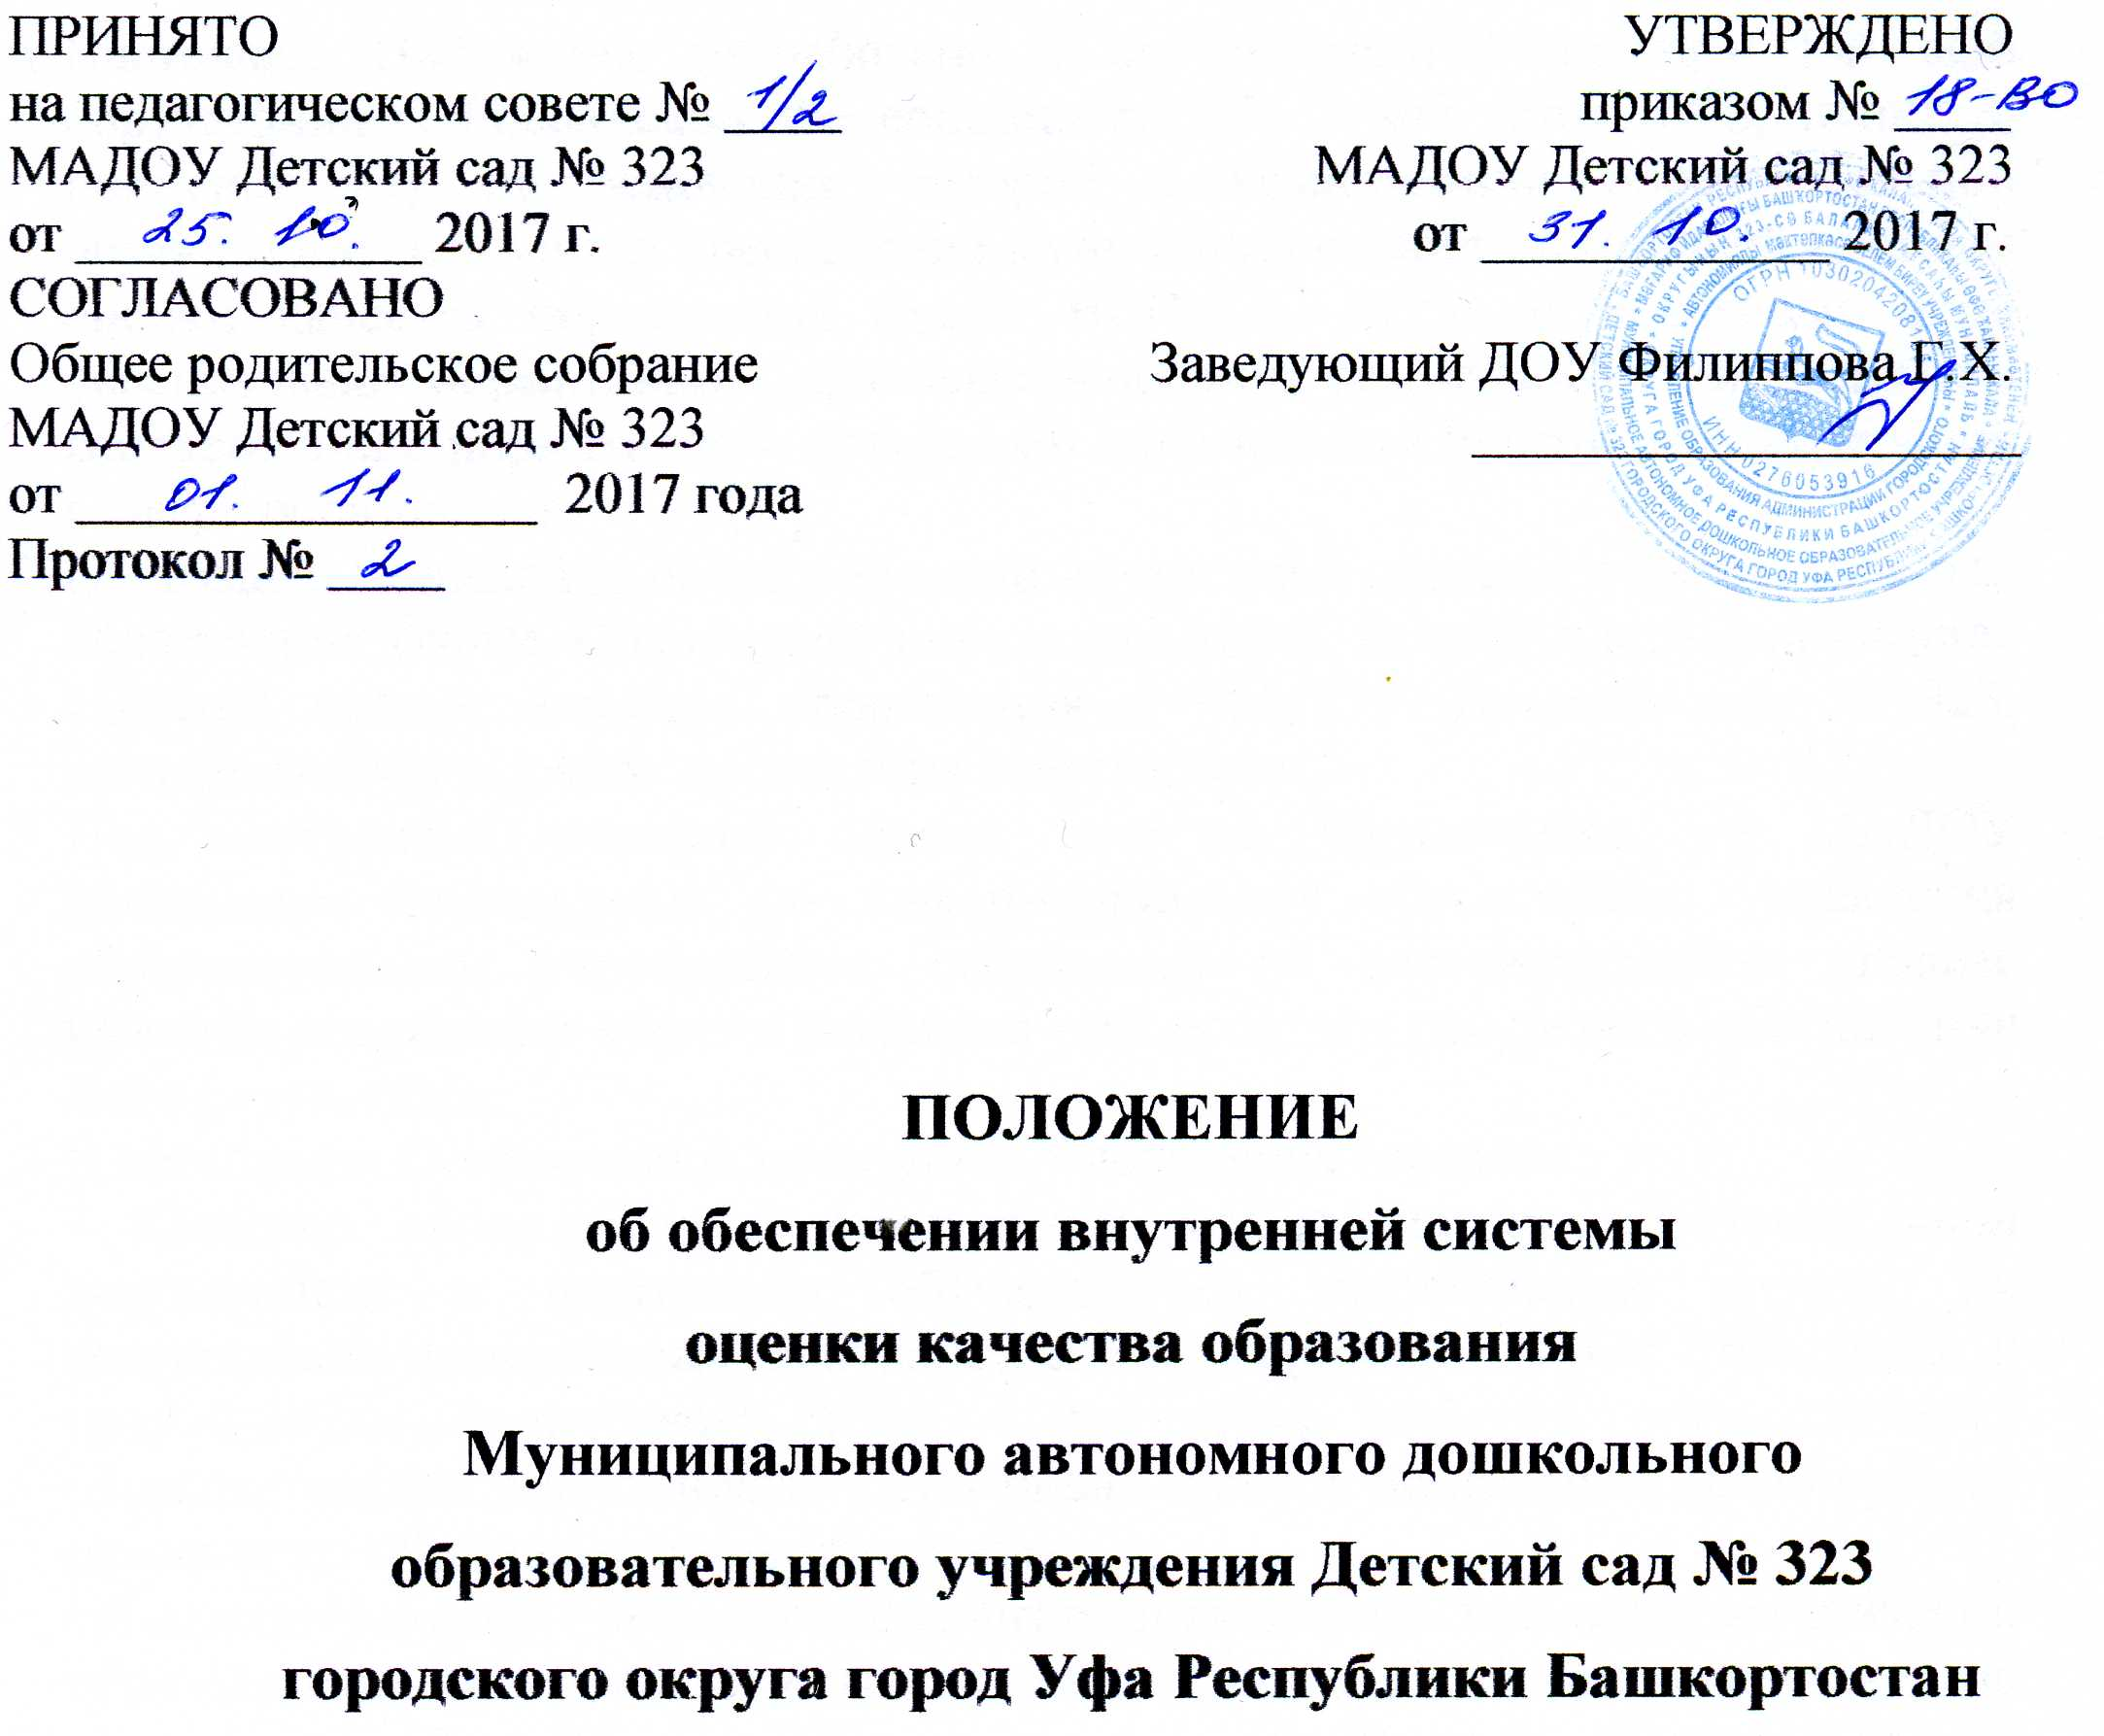 ПРИНЯТО
на педагогическом совете № 1/2
МАДОУ Детский сад № 323
от 25. 10. 2017 г.
СОГЛАСОВАНО
Общее родительское собрание
МАДОУ Детский сад № 323
от 01. 11. 2017 года
Протокол № 2
УТВЕРЖДЕНО
приказом № 18-ВО
МАДОУ Детский сад № 323
от 31. 10. 2017 г.
Заведующий ДОУ Филиппова Г.Х.
ИНН 0276053916
ПОЛОЖЕНИЕ
об обеспечении внутренней системы
оценки качества образования
Муниципального автономного дошкольного
образовательного учреждения Детский сад № 323
городского округа город Уфа Республики Башкортостан